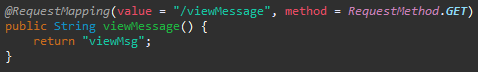 @RequestMapping(value = "/viewMessage", method = RequestMethod.GET)
public String viewMessage() {
    return "viewMsg";
}